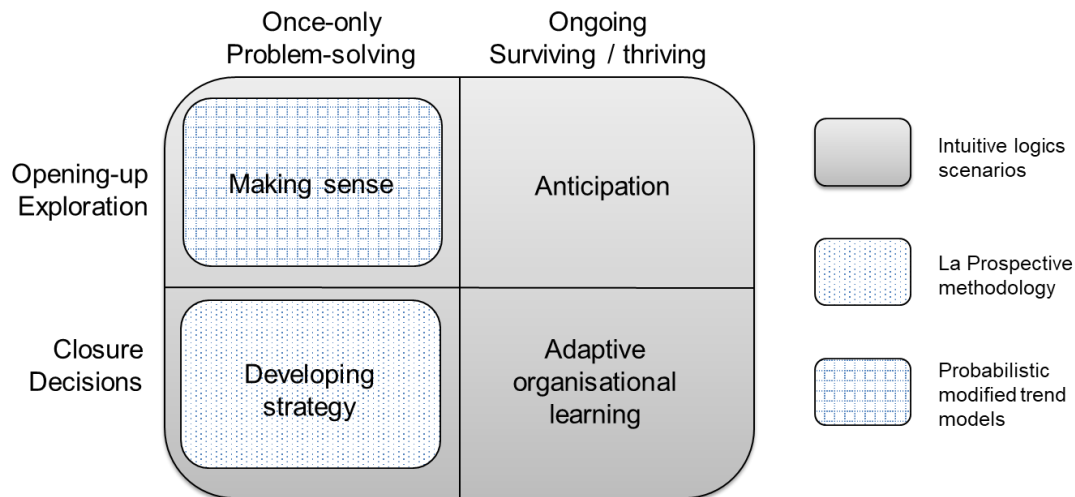 Once-only
Problem-solving
Ongoing
Surviving / thriving
Opening-up
Exploration
Making sense
Anticipation
Closure
Decisions
Developing
strategy
Adaptive
organisational
learning
Intuitive logics
scenarios
La Prospective
methodology
Probabilistic
modified trend
models